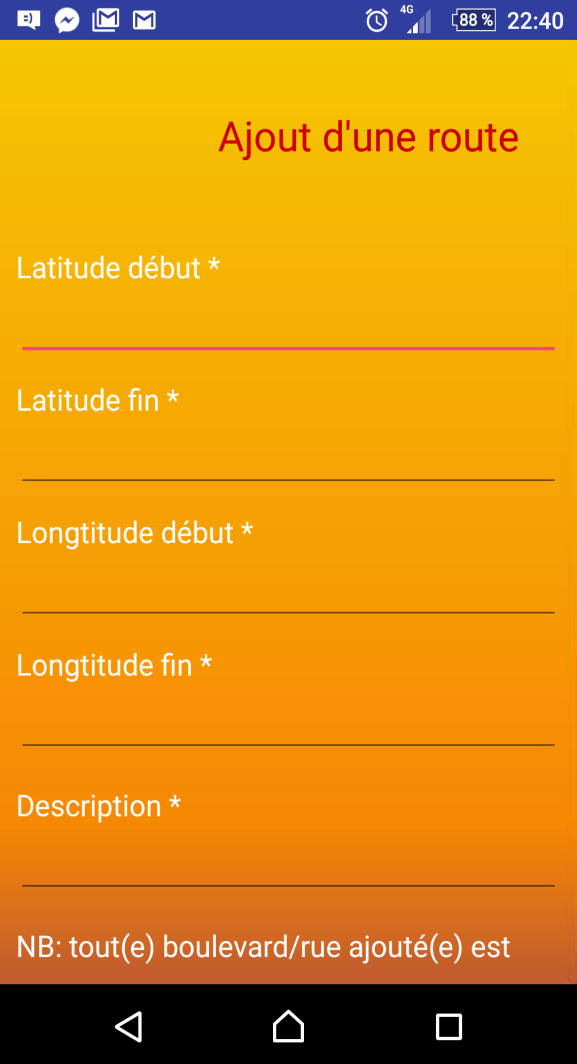 4G 88 % 22:40
Ajout d'une route
Latitude début *
Latitude fin *
Longtitude début *
Longtitude fin *
Description *
NB: tout(e) boulevard/rue ajouté(e) est